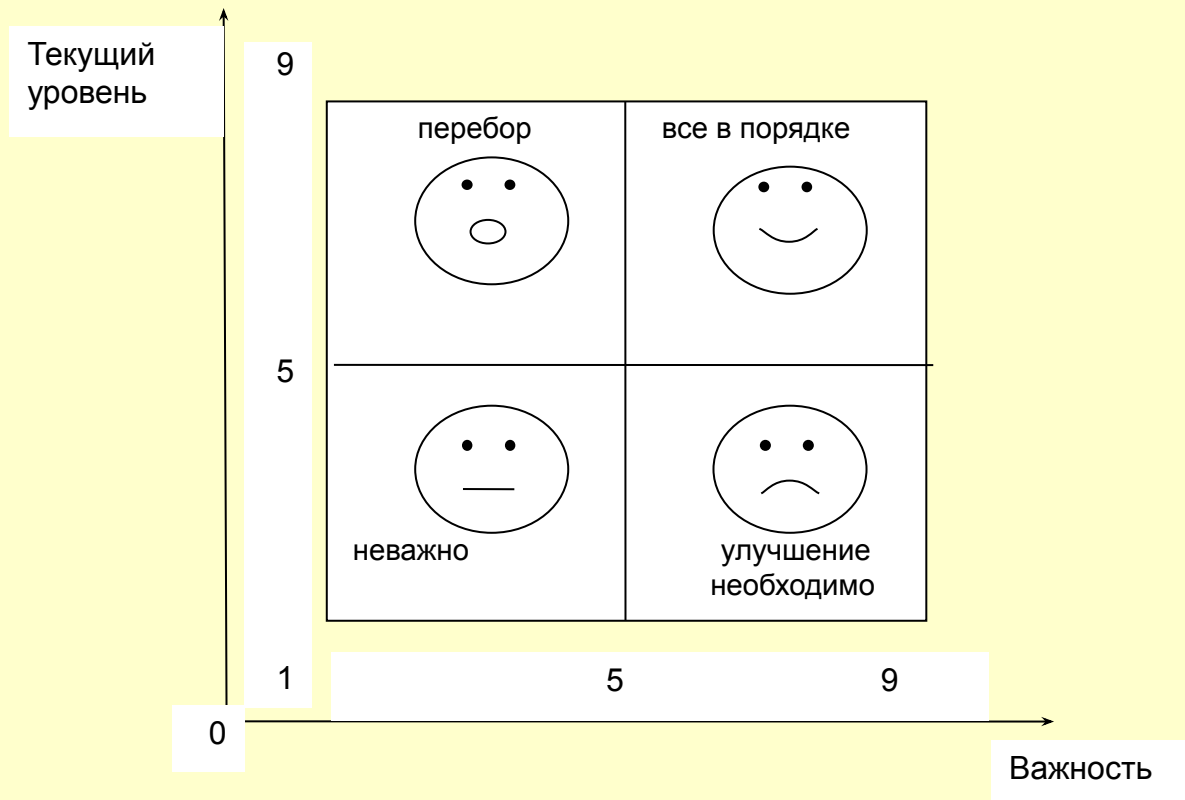 Текущий
уровень
9
перебор
все в порядке
5
неважно
улучшение
необходимо
1
5
9
0
Важность